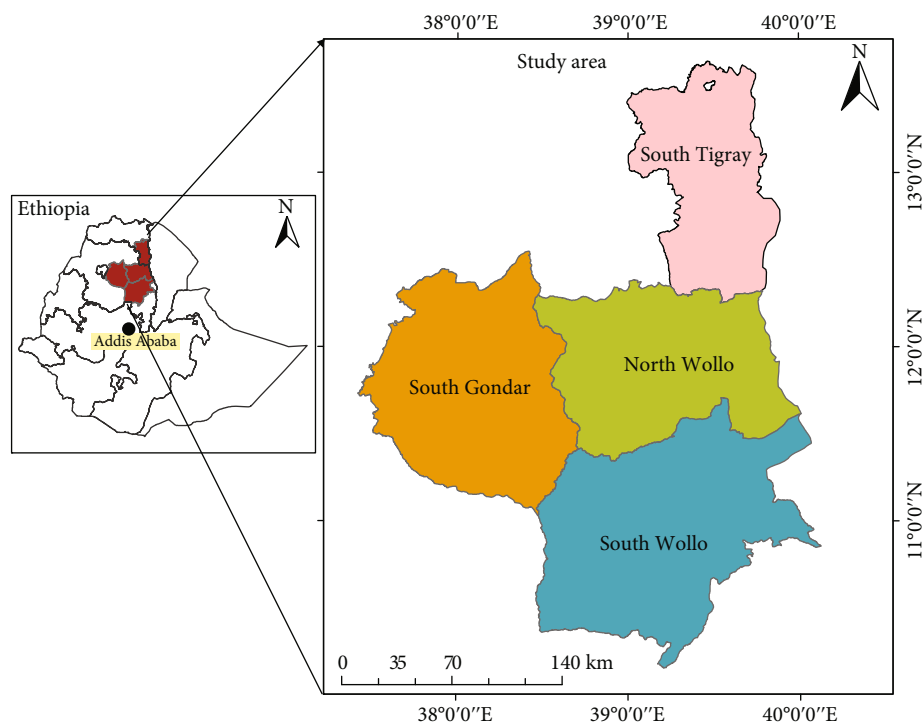 38°0'0''E 39°0'0''E 40°0'0''E
Study area
N
South Tigray
13°0'0''N
Ethiopia
N
Addis Ababa
12°0'0''N
North Wollo
South Gondar
11°0'0''N
South Wollo
0 35 70 140 km
38°0'0''E 39°0'0''E 40°0'0''E